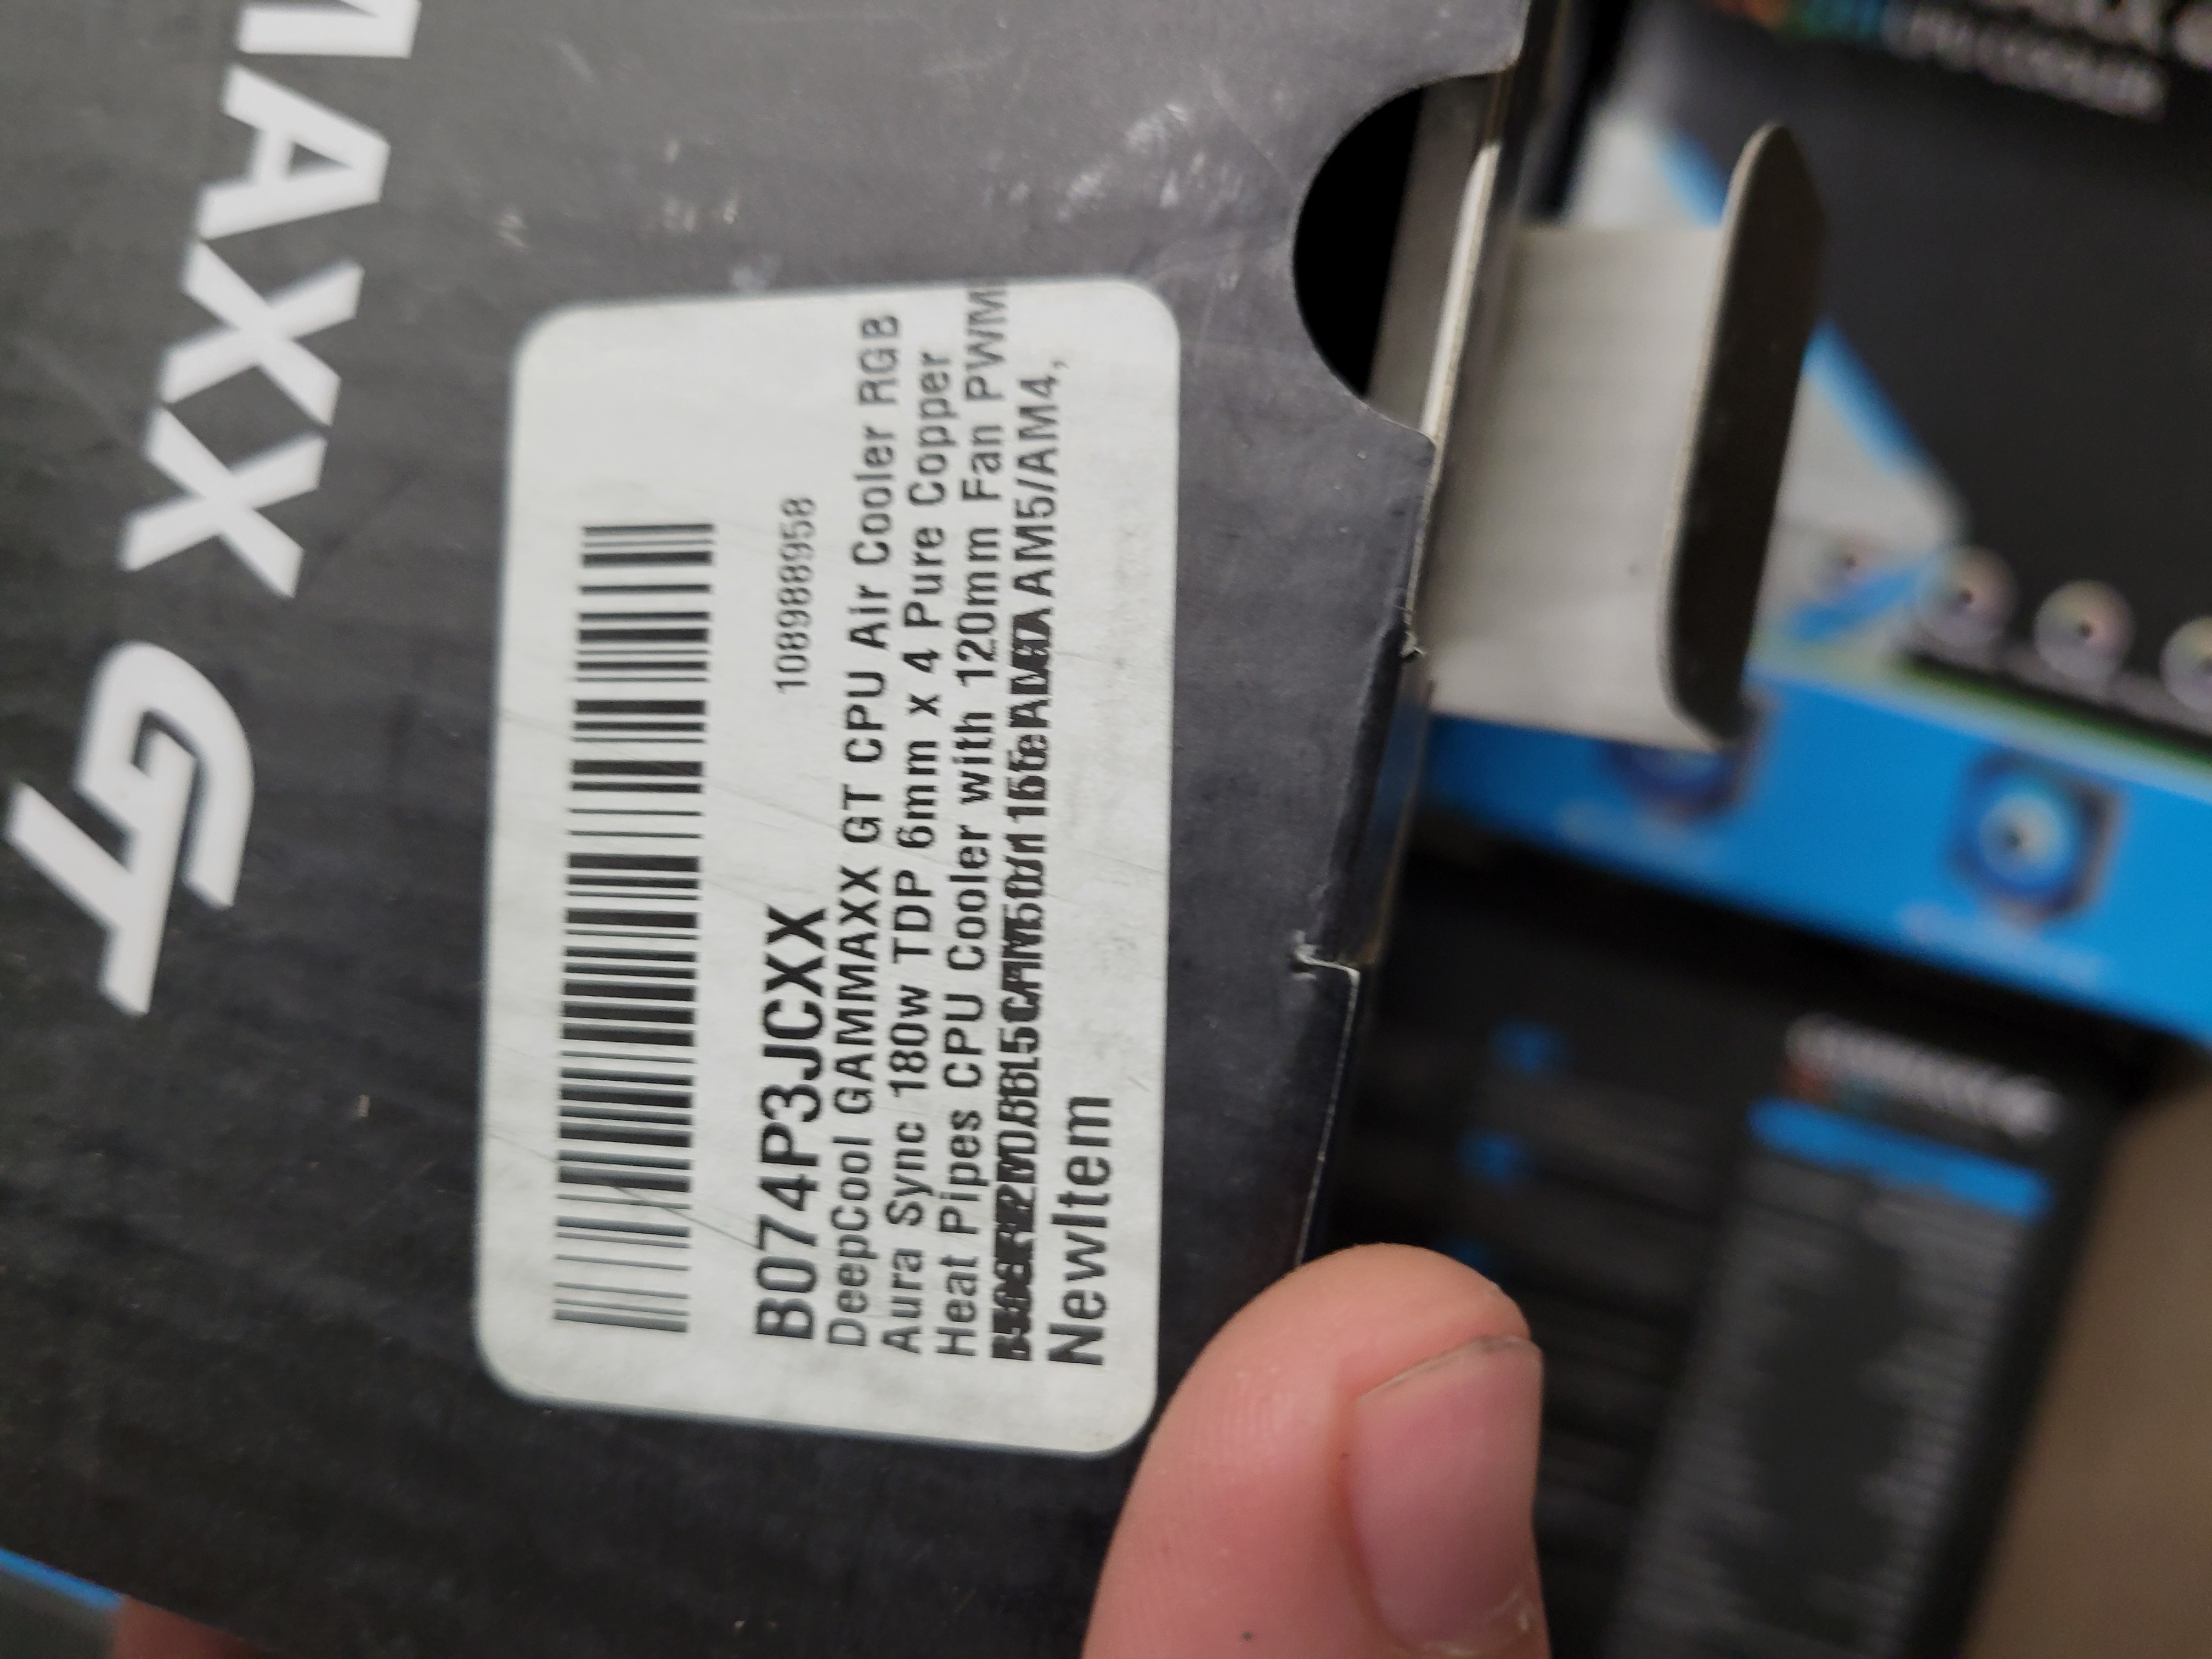 MAXX GT
108988958
B074P3JCXX
DeepCool GAMMAXX GT CPU Air Cooler RGB
Aura Sync 180w TDP 6mm x 4 Pure Copper
Heat Pipes CPU Cooler with 120mm Fan PWM
AM5/AM4,
NewItem